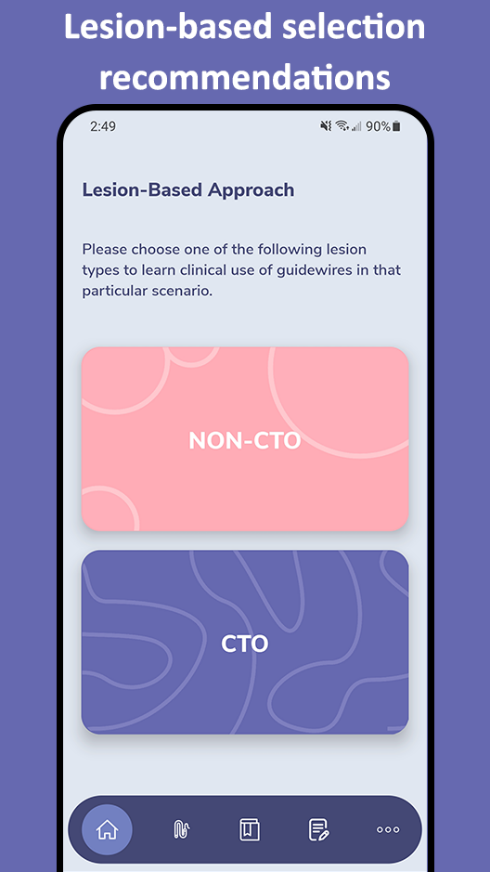 Lesion-based selection
recommendations
2:49
90%
Lesion-Based Approach
Please choose one of the following lesion
types to learn clinical use of guidewires in that
particular scenario.
NON-CTO
CTO